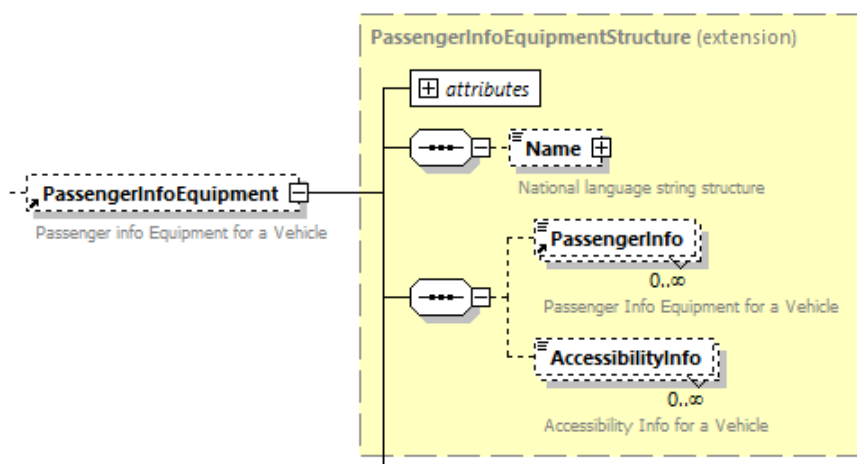 PassengerInfoEquipmentStructure (extension)
attributes
Name
National language string structure
PassengerInfoEquipment
Passenger info Equipment for a Vehicle
PassengerInfo
0..∞
Passenger Info Equipment for a Vehicle
AccessibilityInfo
0..∞
Accessibility Info for a Vehicle